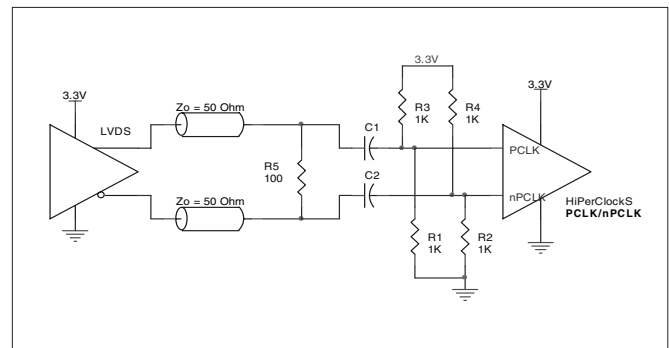 3.3V
3.3V
3.3V
Zo = 50 Ohm
LVDS
R3
1K
R4
1K
C1
PCLK
R5
100
C2
Zo = 50 Ohm
nPCLK
HiPerClockS
PCLK/nPCLK
R1
1K
R2
1K